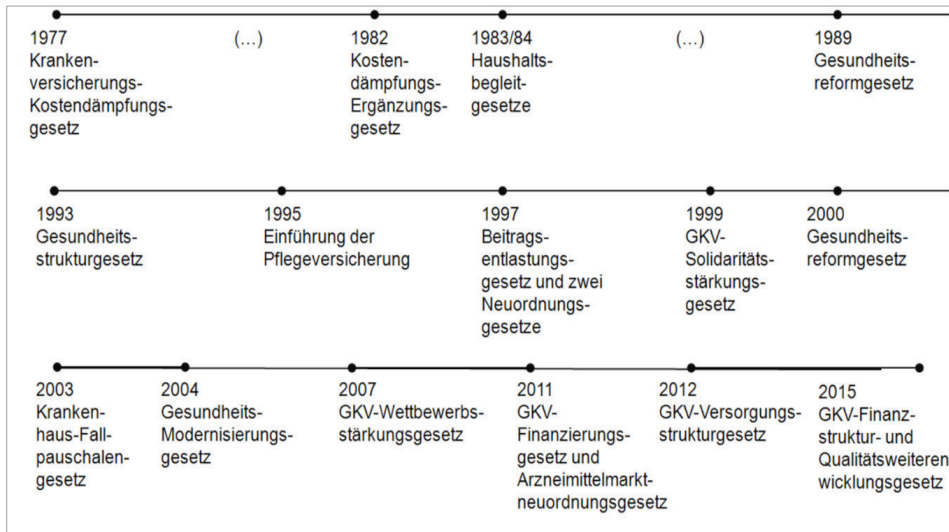 1977
Kranken-
versicherungs-
Kostendämpfungs-
gesetz
(...)
1982
Kosten-
dämpfungs-
Ergänzungs-
gesetz
1983/84
Haushalts-
begleit-
gesetze
(...)
1989
Gesundheits-
reformgesetz
1993
Gesundheits-
strukturgesetz
1995
Einführung der
Pflegeversicherung
1997
Beitrags-
entlastungs-
gesetz und zwei
Neuordnungs-
gesetze
1999
GKV-
Solidaritäts-
stärkungs-
gesetz
2000
Gesundheits-
reformgesetz
2003
Kranken-
haus-Fall-
pauschalen-
gesetz
2004
Gesundheits-
Modernisierungs-
gesetz
2007
GKV-Wettbewerbs-
stärkungsgesetz
2011
GKV-
Finanzierungs-
gesetz und
Arzneimittelmarkt-
neuordnungsgesetz
2012
GKV-Versorgungs-
strukturgesetz
2015
GKV-Finanz-
struktur- und
Qualitätsweiteren
wicklungsgesetz